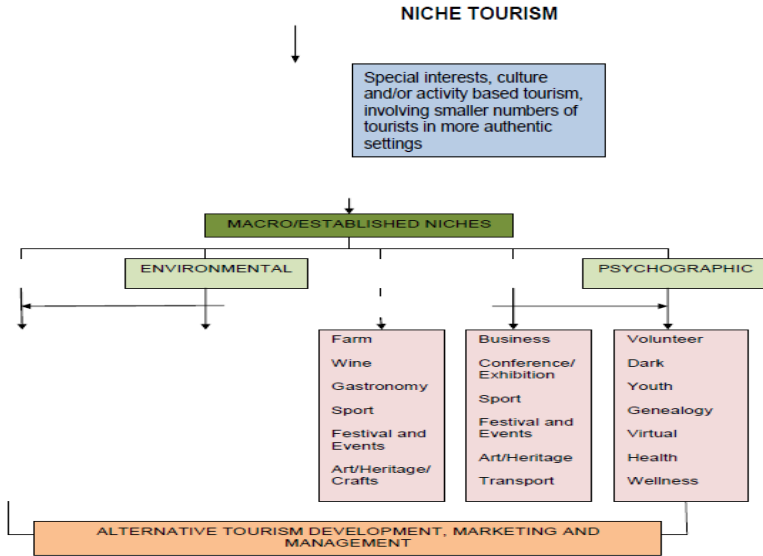 NICHE TOURISM
Special interests, culture
and/or activity based tourism,
involving smaller numbers of
tourists in more authentic
settings
MACRO/ESTABLISHED NICHES
ENVIRONMENTAL
PSYCHOGRAPHIC
Farm
Wine
Gastronomy
Sport
Festival and
Events
Art/Heritage/
Crafts
Business
Conference/
Exhibition
Sport
Festival and
Events
Art/Heritage
Transport
Volunteer
Dark
Youth
Genealogy
Virtual
Health
Wellness
ALTERNATIVE TOURISM DEVELOPMENT, MARKETING AND
MANAGEMENT